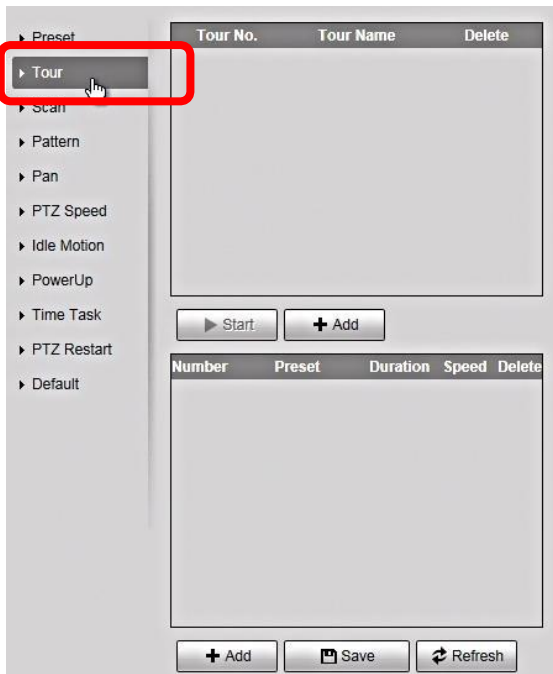 Preset
Tour
Scan
Pattern
Pan
PTZ Speed
Idle Motion
PowerUp
Time Task
PTZ Restart
Default
Tour No. Tour Name Delete
Start Add
Number Preset Duration Speed Delete
Add Save Refresh